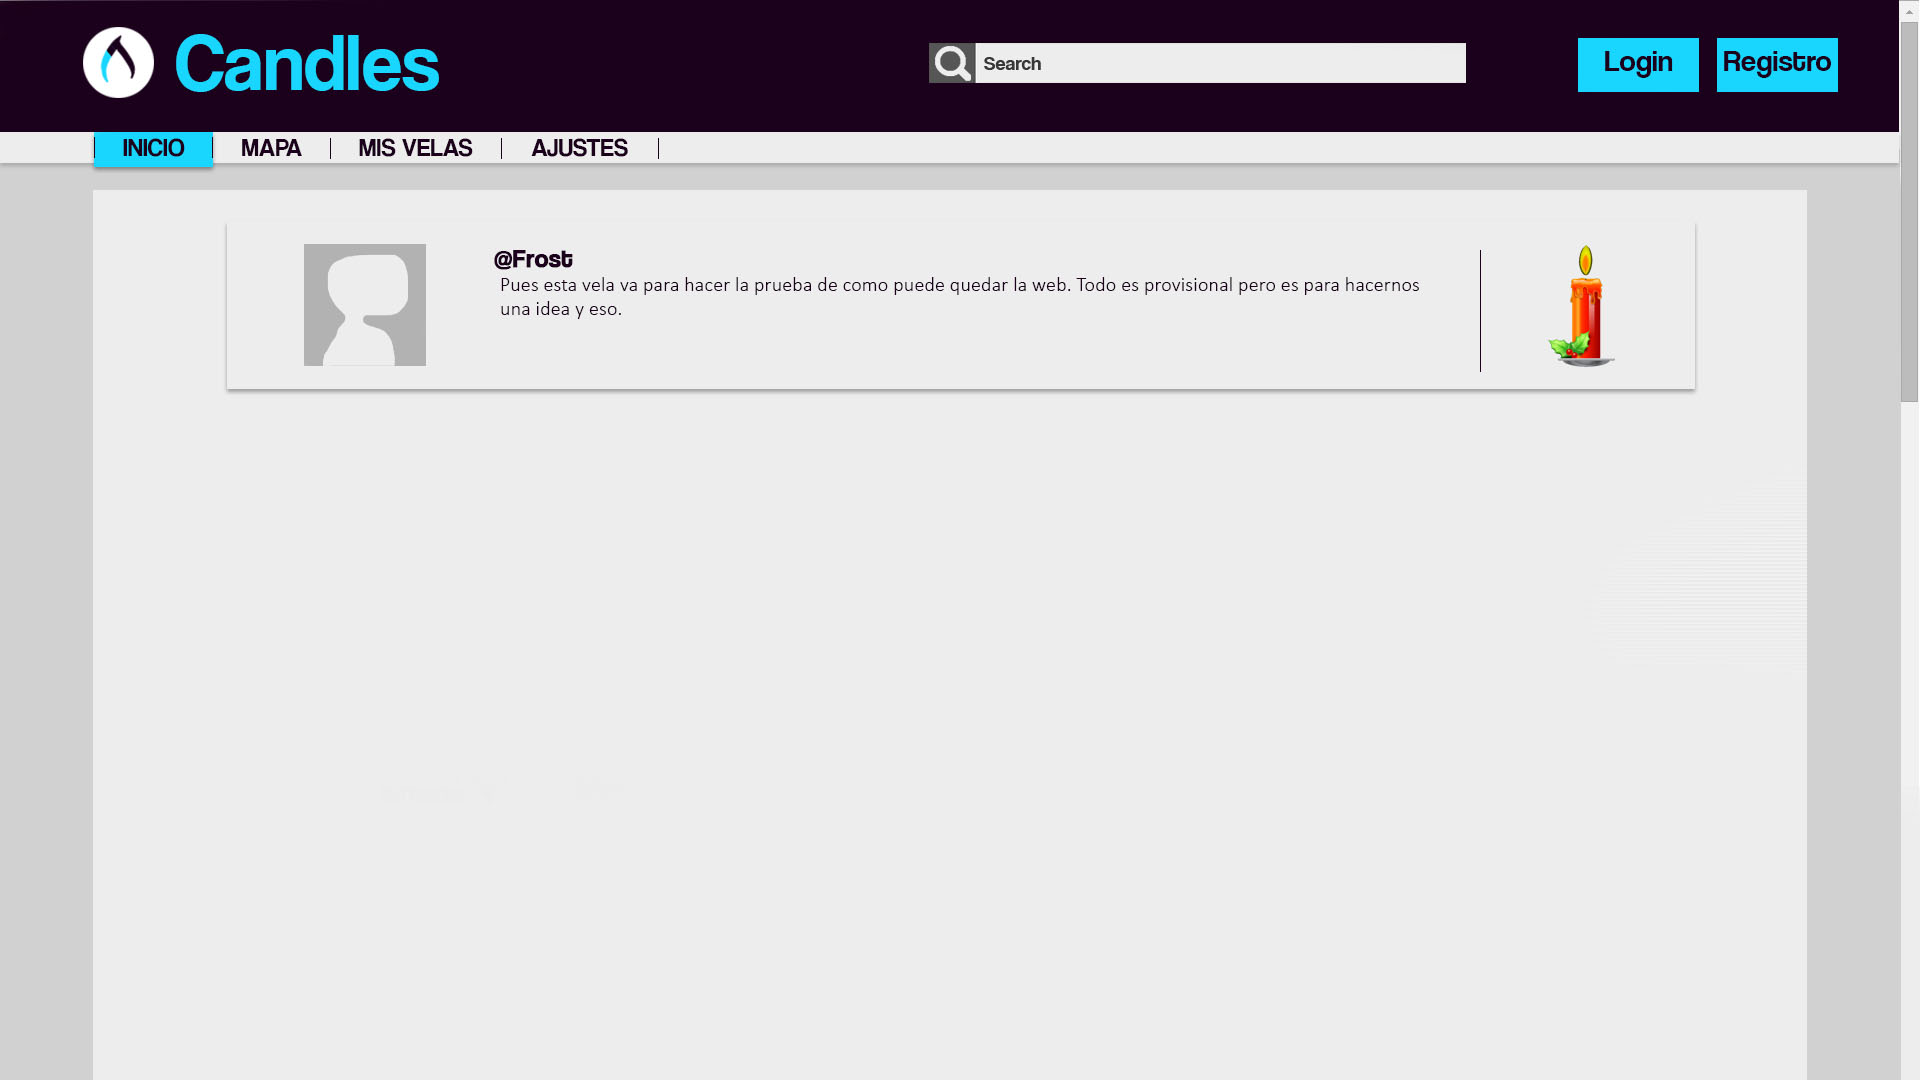 Candles
Search
Login
Registro
INICIO
MAPA
MIS VELAS
AJUSTES
@Frost
Pues esta vela va para hacer la prueba de como puede quedar la web. Todo es provisional pero es para hacernos
una idea y eso.